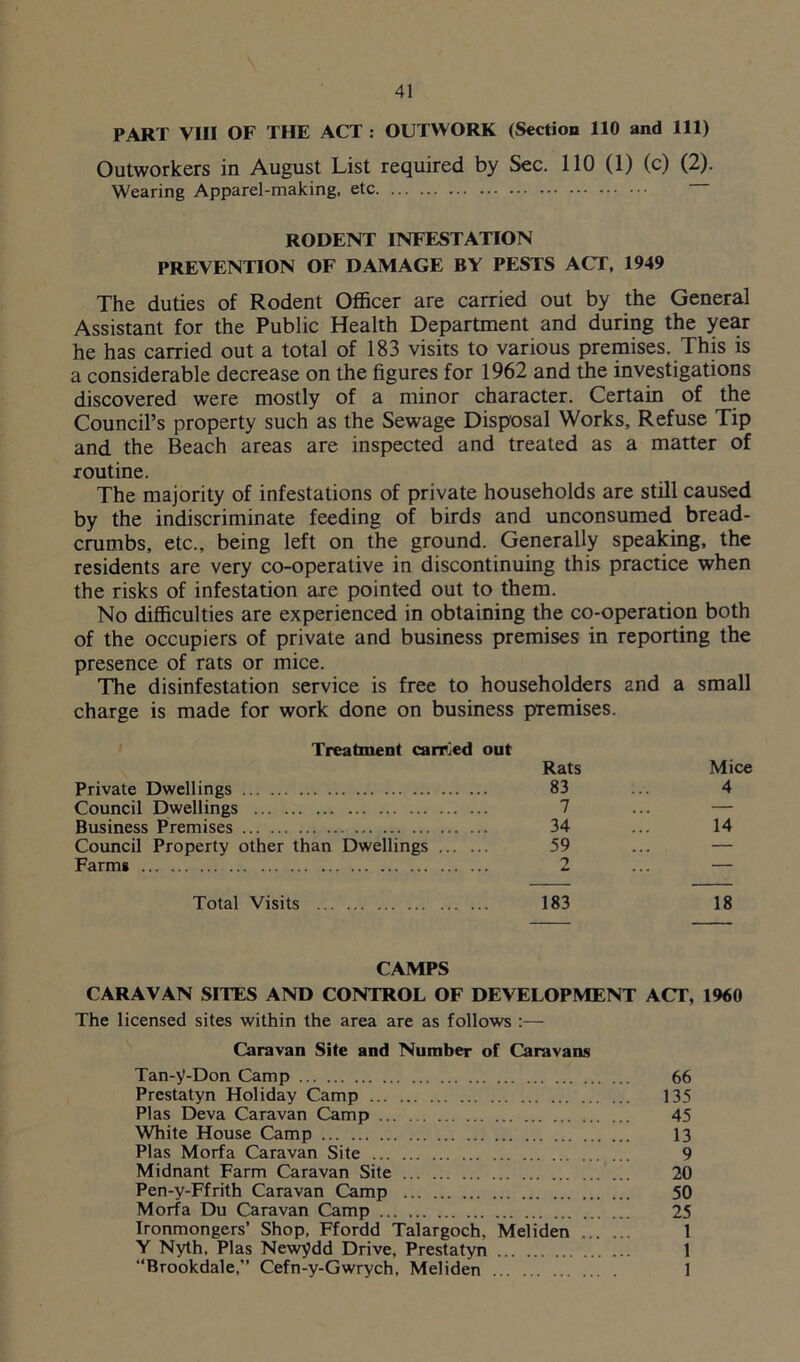 41
PART VIII OF THE ACT : OUTWORK (Section 110 and 111)
Outworkers in August List required by Sec. 110 (1) (c) (2).
Wearing Apparel-making, etc. ... ... ... ... ... ... ... ... ... —
RODENT INFESTATION
PREVENTION OF DAMAGE BY PESTS ACT, 1949
The duties of Rodent Officer are carried out by the General
Assistant for the Public Health Department and during the year
he has carried out a total of 183 visits to various premises. This is
a considerable decrease on the figures for 1962 and the investigations
discovered were mostly of a minor character. Certain of the
Council's property such as the Sewage Disposal Works, Refuse Tip
and the Beach areas are inspected and treated as a matter of
routine.
The majority of infestations of private households are still caused
by the indiscriminate feeding of birds and unconsumed bread-
crumbs, etc., being left on the ground. Generally speaking, the
residents are very co-operative in discontinuing this practice when
the risks of infestation are pointed out to them.
No difficulties are experienced in obtaining the co-operation both
of the occupiers of private and business premises in reporting the
presence of rats or mice.
The disinfestation service is free to householders and a small
charge is made for work done on business premises.
Treatment carried out
Rats Mice
Private Dwellings ... ... ... ... ... ... ... 83 ... 4
Council Dwellings ... ... ... ... ... ... ... 7 ... —
Business Premises ... ... ... ... ... ... ... 34 ... 14
Council Property other than Dwellings ... ... 59 ... —
Farms ... ... ... ... ... ... ... ... ... ... 2 ... —
Total Visits ... ... ... ... ... ... 183 18
CAMPS
CARAVAN SITES AND CONTROL OF DEVELOPMENT ACT, 1960
The licensed sites within the area are as follows :—
Caravan Site and Number of Caravans
Tan-y-Don Camp ... ... ... ... ... ... ... ... ... 66
Prestatyn Holiday Camp ... ... ... ... ... ... ... 135
Plas Deva Caravan Camp ... ... ... ... ... ... ... 45
White House Camp ... ... ... ... ... ... ... ... 13
Plas Morfa Caravan Site ... ... ... ... ... ... ... 9
Midnant Farm Caravan Site ... ... ... ... ... ... 20
Pen-y-Ffrith Caravan Camp ... ... ... ... ... ... 50
Morfa Du Caravan Camp ... ... ... ... ... ... ... 25
Ironmongers' Shop, Ffordd Talargoch, Meliden ... ... 1
Y Nyth, Plas Newydd Drive, Prestatyn ... ... ... ... 1
"Brookdale," Cefn-y-Gwrych, Meliden ... ... ... ... 1